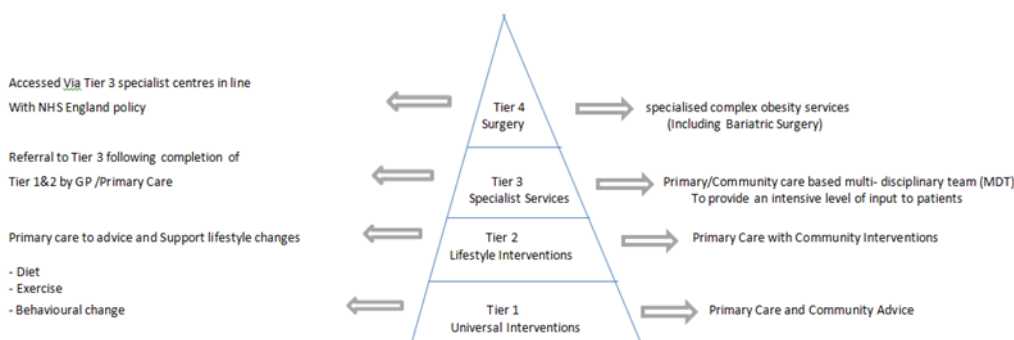 Accessed Via Tier 3 specialist centres in line
With NHS England policy
Tier 4
Surgery
specialised complex obesity services
(Including Bariatric Surgery)
Referral to Tier 3 following completion of
Tier 1&2 by GP /Primary Care
Tier 3
Specialist Services
Primary/Community care based multi- disciplinary team (MDT)
To provide an intensive level of input to patients
Primary care to advice and Support lifestyle changes
Tier 2
Lifestyle Interventions
Primary Care with Community Interventions
- Diet
- Exercise
- Behavioural change
Tier 1
Universal Interventions
Primary Care and Community Advice